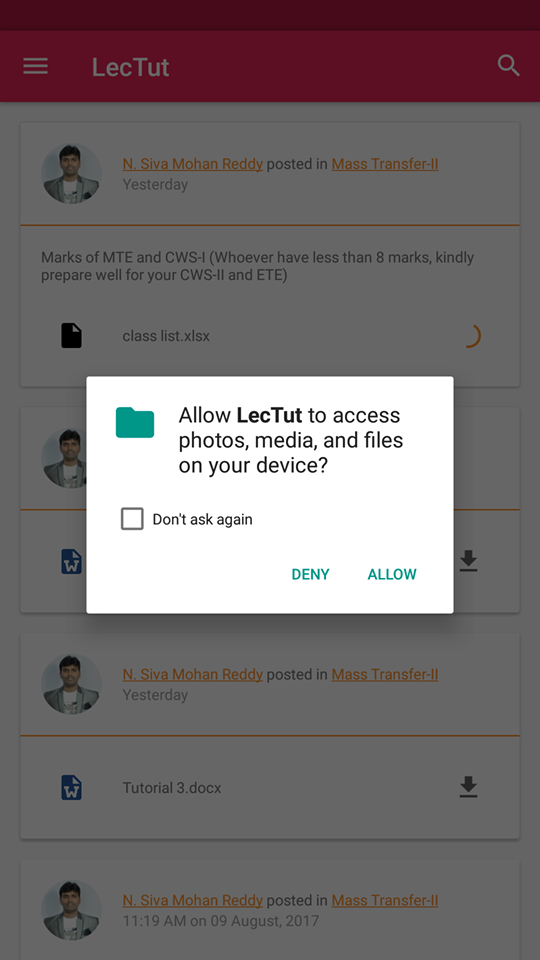 LecTut
N. Siva Mohan Reddy posted in Mass Transfer-II
Yesterday
Marks of MTE and CWS-I (Whoever have less than 8 marks, kindly
prepare well for your CWS-II and ETE)
class list.xlsx
Allow LecTut to access
photos, media, and files
on your device?
Don't ask again
DENY ALLOW
W
N. Siva Mohan Reddy posted in Mass Transfer-II
Yesterday
W Tutorial 3.docx
N. Siva Mohan Reddy posted in Mass Transfer-II
11:19 AM on 09 August, 2017